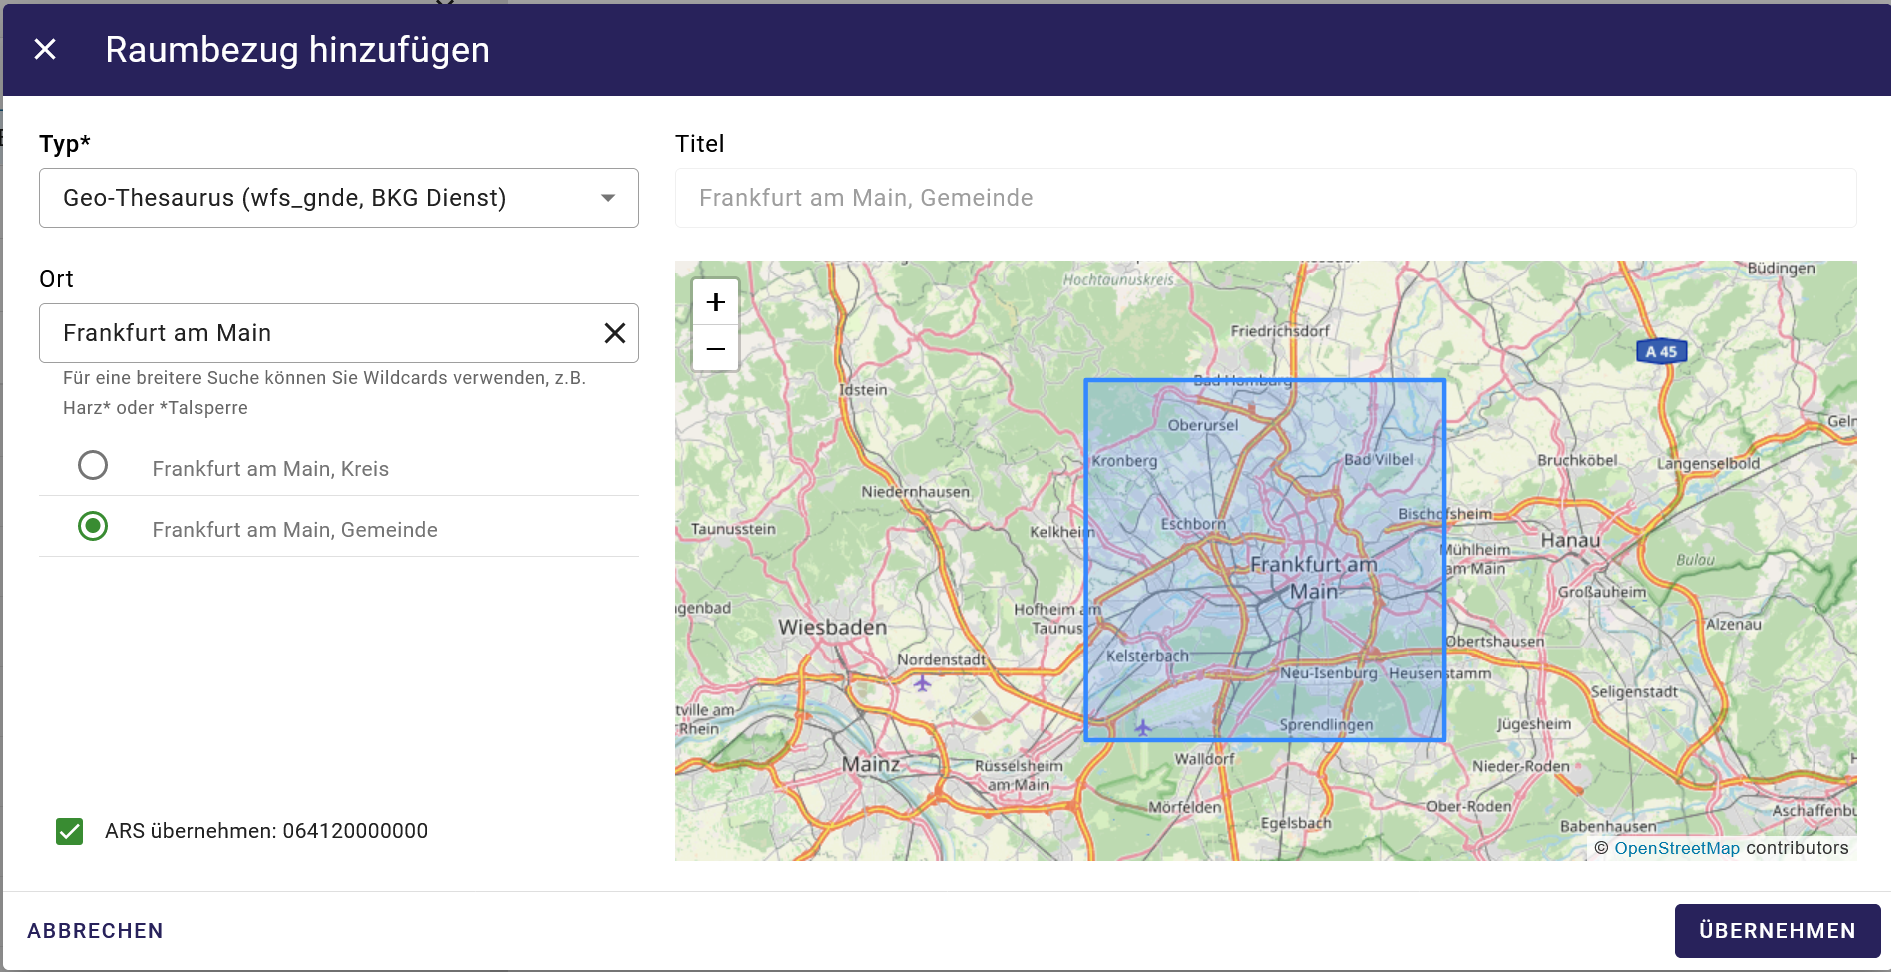 Raumbezug hinzufügen
Typ*
Geo-Thesaurus (wfs_gnde, BKG Dienst)
Ort
Frankfurt am Main
Für eine breitere Suche können Sie Wildcards verwenden, z.B.
Harz* oder *Talsperre
Frankfurt am Main, Kreis
Frankfurt am Main, Gemeinde
ARS übernehmen: 064120000000
Titel
Frankfurt am Main, Gemeinde
+
−
Hochtaunuskreis
Büdingen
Friedrichsdorf
A 45
Bad Homburg
Idstein
Oberursel
Geln
Kronberg
Bad Vilbel
Bruchköbel
Langenselbold
Niedernhausen
Taunusstein
Eschborn
Bischofsheim
Kelkheim
Hanau
Mühlheim
am Main
Bulau
Frankfurt am
Main
Großauheim
ngenbad
Hofheim am
Taunus
Wiesbaden
Alzenau
Obertshausen
Kelsterbach
Nordenstadt
Neu-Isenburg
Heusenstamm
Seligenstadt
tville am
Rhein
Sprendlingen
Jügesheim
Mainz
Rüsselsheim
am Main
Walldorf
Nieder-Roden
Mörfelden
Ober-Roden
Aschaffenbu
Egelsbach
Babenhausen
© OpenStreetMap contributors
ABBRECHEN
ÜBERNEHMEN